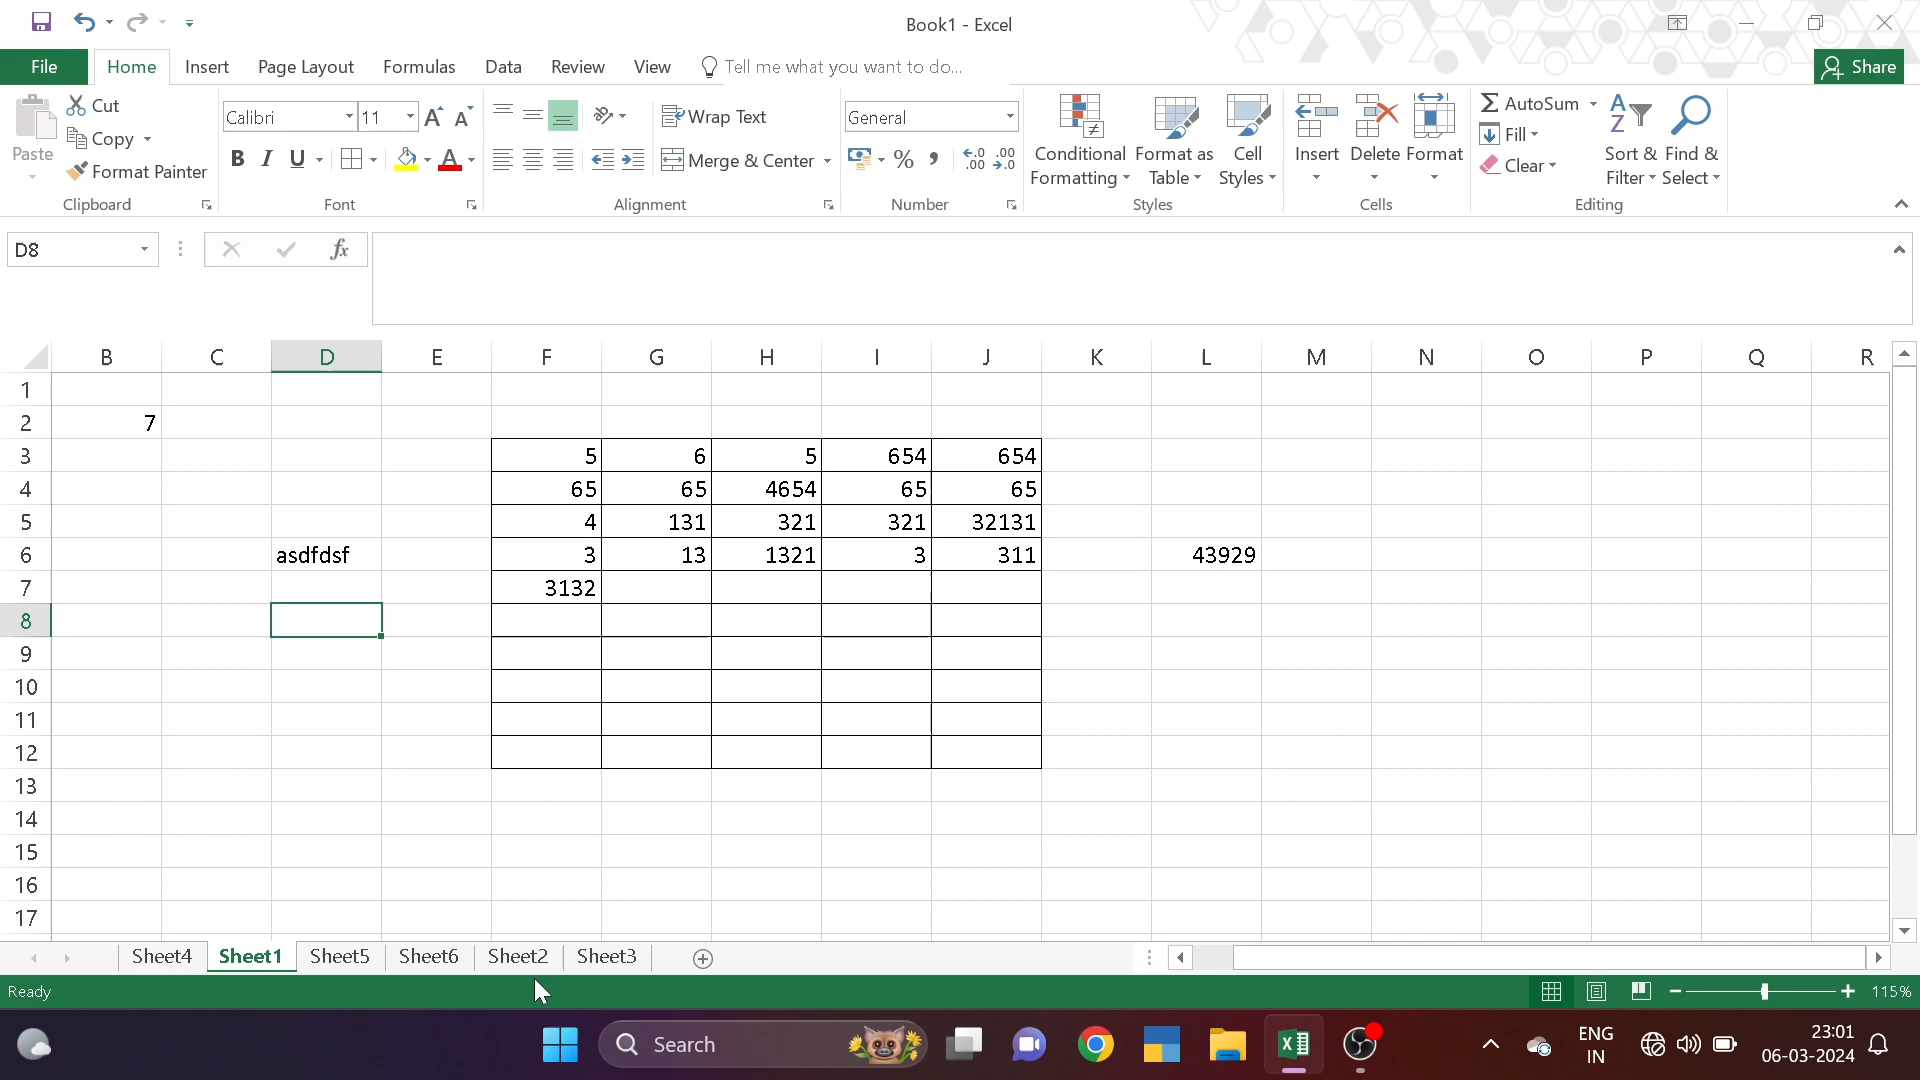 Book1 - Excel
File Home Insert Page Layout Formulas Data Review View Tell me what you want to do... Share
Cut
Copy
Format Painter
Paste
Clipboard
Calibri 11
B I U
Font
Wrap Text
Merge & Center
Alignment
General
Number
Conditional Formatting
Format as Table
Cell Styles
Styles
Insert Delete Format
Cells
AutoSum
Fill
Clear
Sort & Filter
Find & Select
Editing
D8 fx
B C D E F G H I J K L M N O P Q R
1
2 7
3 5 6 5 654 654
4 65 65 4654 65 65
5 4 131 321 321 32131
6 asdfdsf 3 13 1321 3 311 43929
7 3132
8
9
10
11
12
13
14
15
16
17
Sheet4 Sheet1 Sheet5 Sheet6 Sheet2 Sheet3
Ready 115%
Search
ENG
IN
23:01
06-03-2024